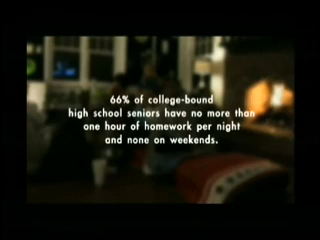 66% of college-bound
high school seniors have no more than
one hour of homework per night
and none on weekends.